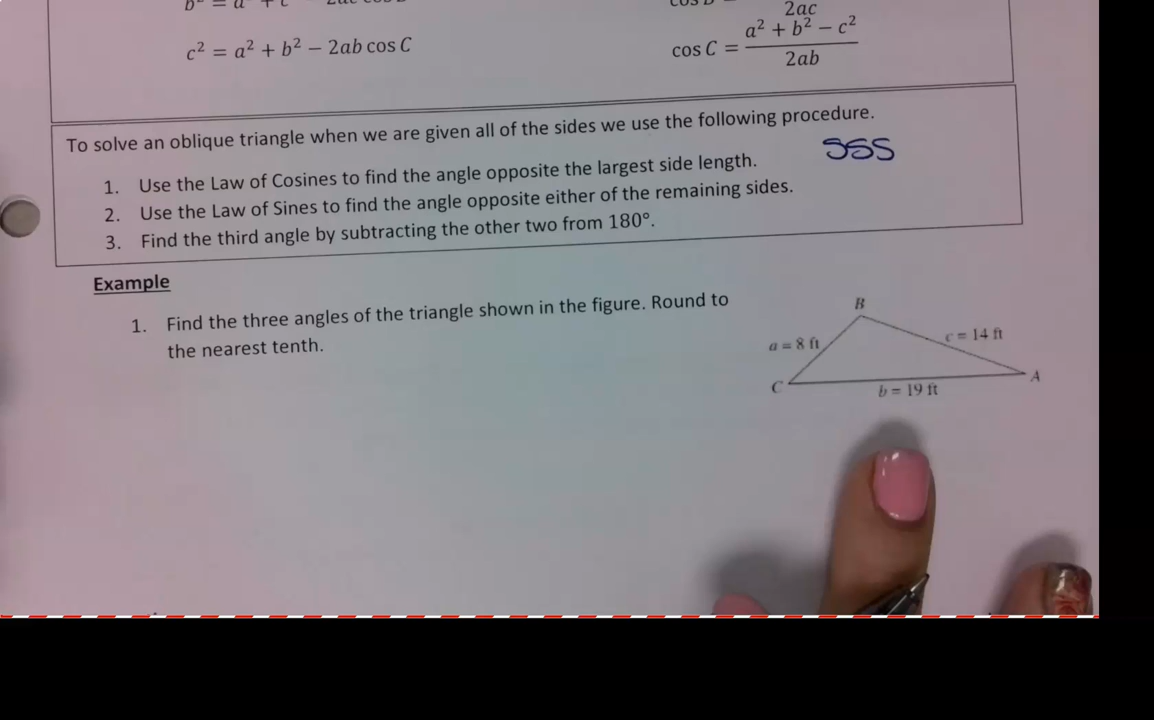 c² = a² + b² − 2ab cos C
2ac
cos C = (a² + b² − c²) / 2ab
To solve an oblique triangle when we are given all of the sides we use the following procedure.
SSS
1. Use the Law of Cosines to find the angle opposite the largest side length.
2. Use the Law of Sines to find the angle opposite either of the remaining sides.
3. Find the third angle by subtracting the other two from 180°.
Example
1. Find the three angles of the triangle shown in the figure. Round to
the nearest tenth.
B
a = 8 ft
c = 14 ft
C
A
b = 19 ft